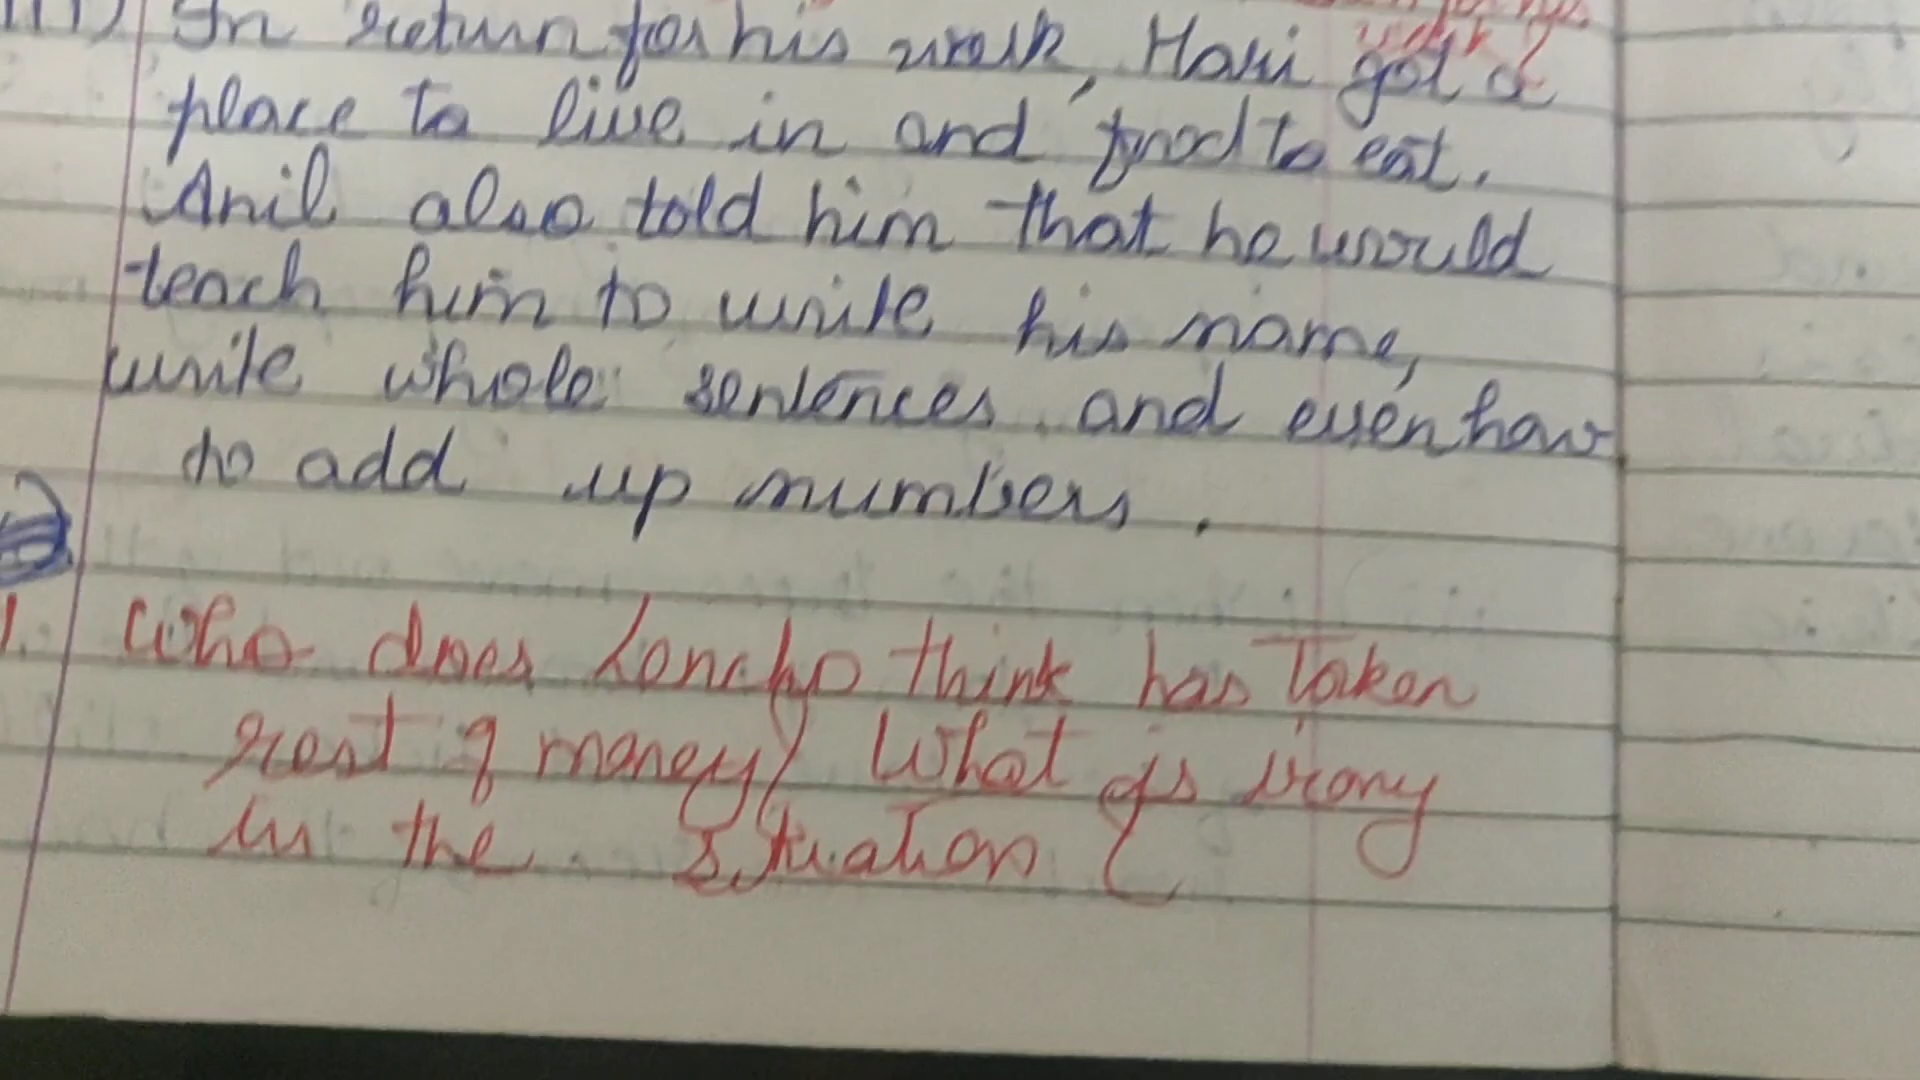 iii) In return for his work, Hari got a
place to live in and food to eat.
Anil also told him that he would
teach him to write his name,
write whole sentences and even how
to add up numbers.
1. Who does Lencho think has Taken
rest of money? What is irony
in the situation?